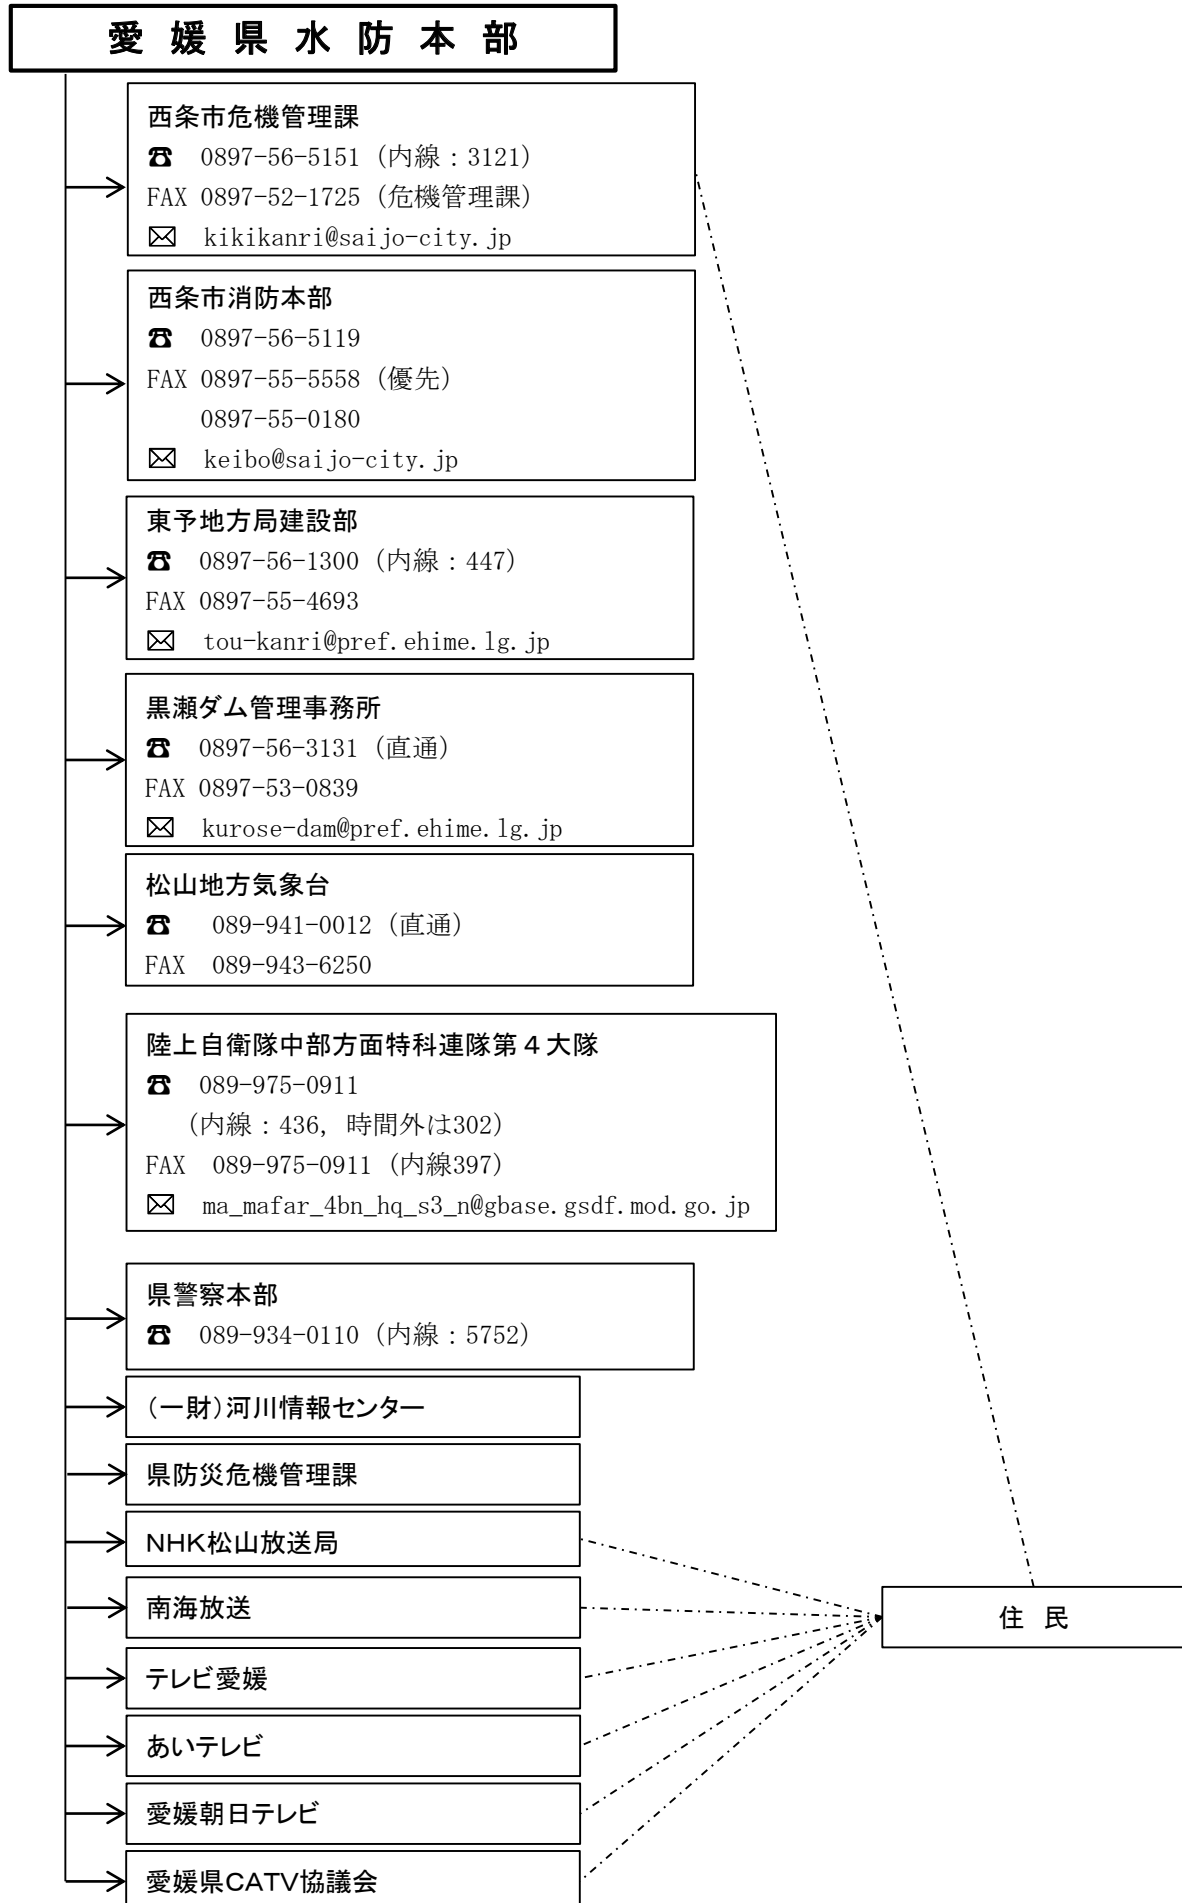 愛媛県水防本部
西条市危機管理課
☎ 0897-56-5151（内線：3121）
FAX 0897-52-1725（危機管理課）
✉ kikikanri@saijo-city.jp
西条市消防本部
☎ 0897-56-5119
FAX 0897-55-5558（優先）
0897-55-0180
✉ keibo@saijo-city.jp
東予地方局建設部
☎ 0897-56-1300（内線：447）
FAX 0897-55-4693
✉ tou-kanri@pref.ehime.lg.jp
黒瀬ダム管理事務所
☎ 0897-56-3131（直通）
FAX 0897-53-0839
✉ kurose-dam@pref.ehime.lg.jp
松山地方気象台
☎ 089-941-0012（直通）
FAX 089-943-6250
陸上自衛隊中部方面特科連隊第４大隊
☎ 089-975-0911
（内線：436，時間外は302）
FAX 089-975-0911（内線397）
✉ ma_mafar_4bn_hq_s3_n@gbase.gsdf.mod.go.jp
県警察本部
☎ 089-934-0110（内線：5752）
（一財）河川情報センター
県防災危機管理課
NHK松山放送局
南海放送
住民
テレビ愛媛
あいテレビ
愛媛朝日テレビ
愛媛県CATV協議会